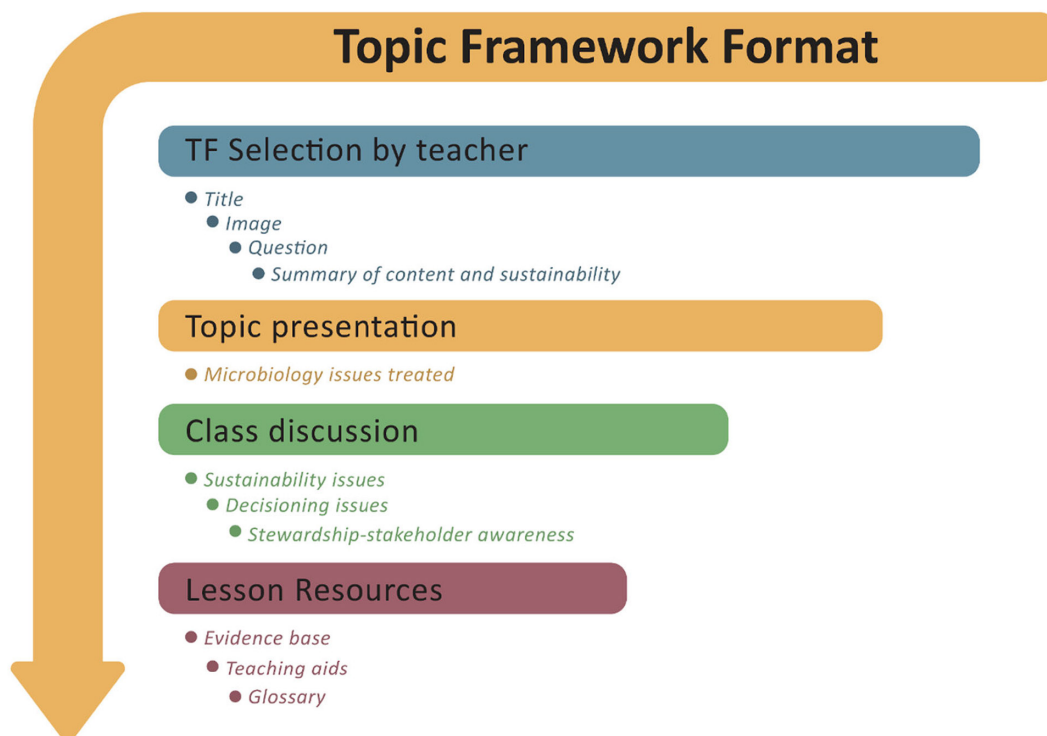 Topic Framework Format
TF Selection by teacher
Title
Image
Question
Summary of content and sustainability
Topic presentation
Microbiology issues treated
Class discussion
Sustainability issues
Decisioning issues
Stewardship-stakeholder awareness
Lesson Resources
Evidence base
Teaching aids
Glossary